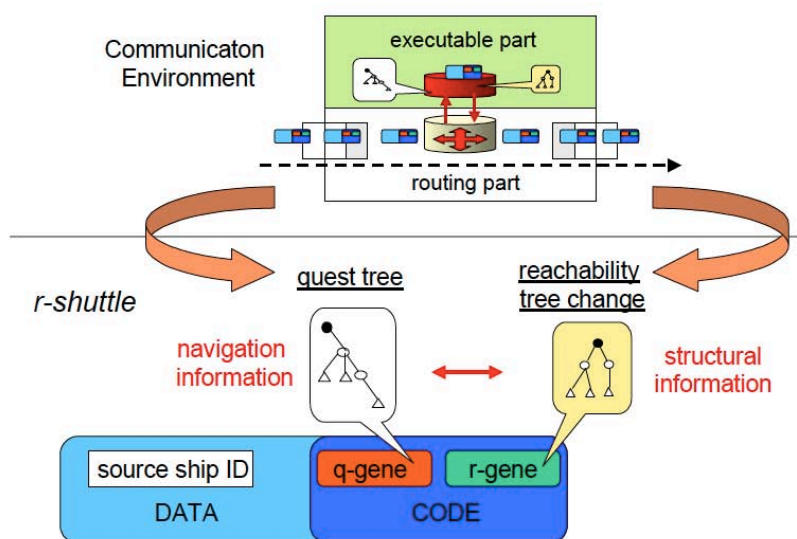 Communicaton
Environment
executable part
routing part
r-shuttle
quest tree
reachability
tree change
navigation
information
structural
information
source ship ID
q-gene
r-gene
DATA
CODE